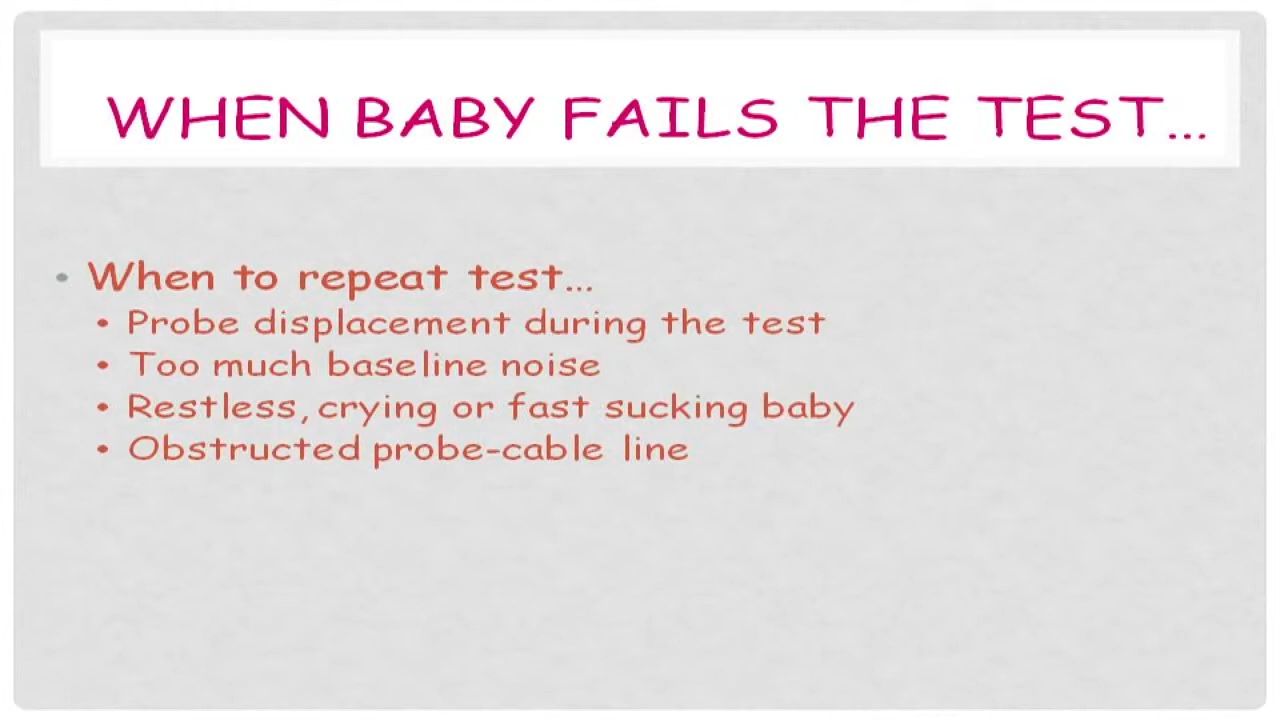 WHEN BABY FAILS THE TEST...
• When to repeat test...
• Probe displacement during the test
• Too much baseline noise
• Restless, crying or fast sucking baby
• Obstructed probe-cable line